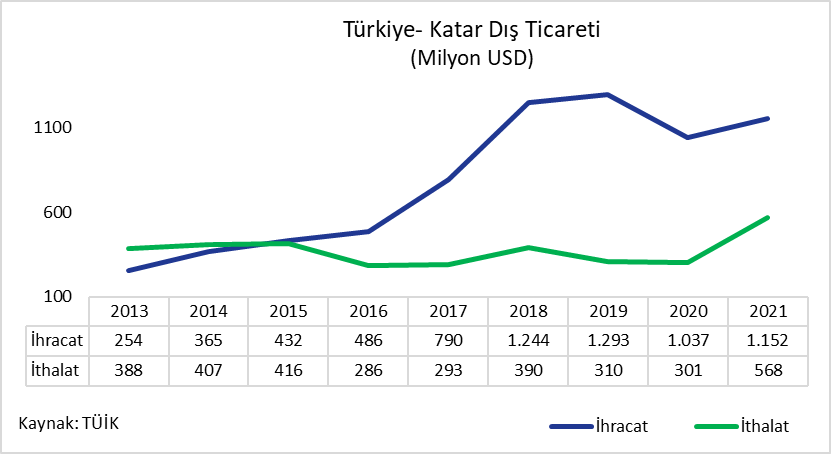 Türkiye- Katar Dış Ticareti
(Milyon USD)
1100
600
100
2013 2014 2015 2016 2017 2018 2019 2020 2021
İhracat 254 365 432 486 790 1.244 1.293 1.037 1.152
İthalat 388 407 416 286 293 390 310 301 568
Kaynak: TÜİK
İhracat İthalat